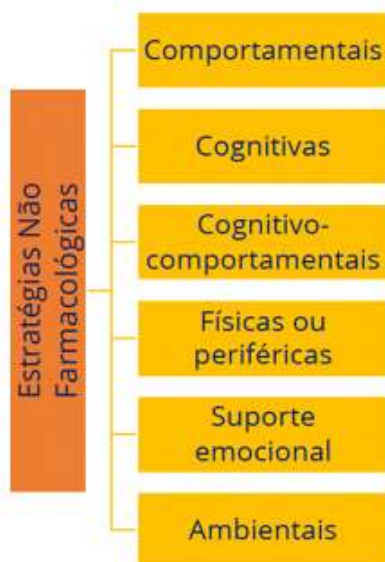 Estratégias Não
Farmacológicas
Comportamentais
Cognitivas
Cognitivo-
comportamentais
Físicas ou
periféricas
Suporte
emocional
Ambientais